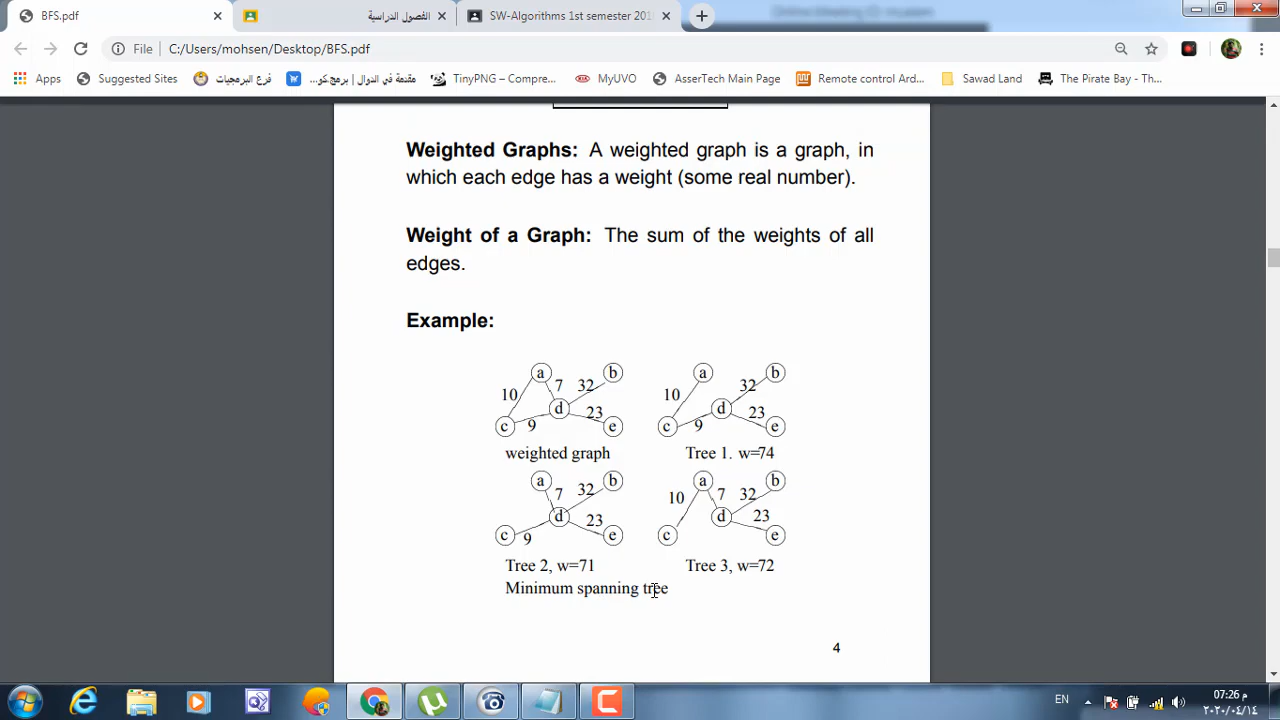 BFS.pdf
الفصول الدراسية
SW-Algorithms 1st semester 201
File
C:/Users/mohsen/Desktop/BFS.pdf
Apps
Suggested Sites
فرع البرمجيات
TinyPNG – Compre...
MyUVO
AsserTech Main Page
Remote control Ard...
Sawad Land
The Pirate Bay - Th...
Weighted Graphs: A weighted graph is a graph, in
which each edge has a weight (some real number).
Weight of a Graph: The sum of the weights of all
edges.
Example:
a 7 32 b
10
d
23
c 9 e
weighted graph
a 32 b
10
d
23
c 9 e
Tree 1. w=74
a 7 32 b
d
23
c 9 e
Tree 2, w=71
Minimum spanning tree
a 7 32 b
10
d
23
c e
Tree 3, w=72
4
EN
07:26 م
٢٠٢٠/٠٤/١٤